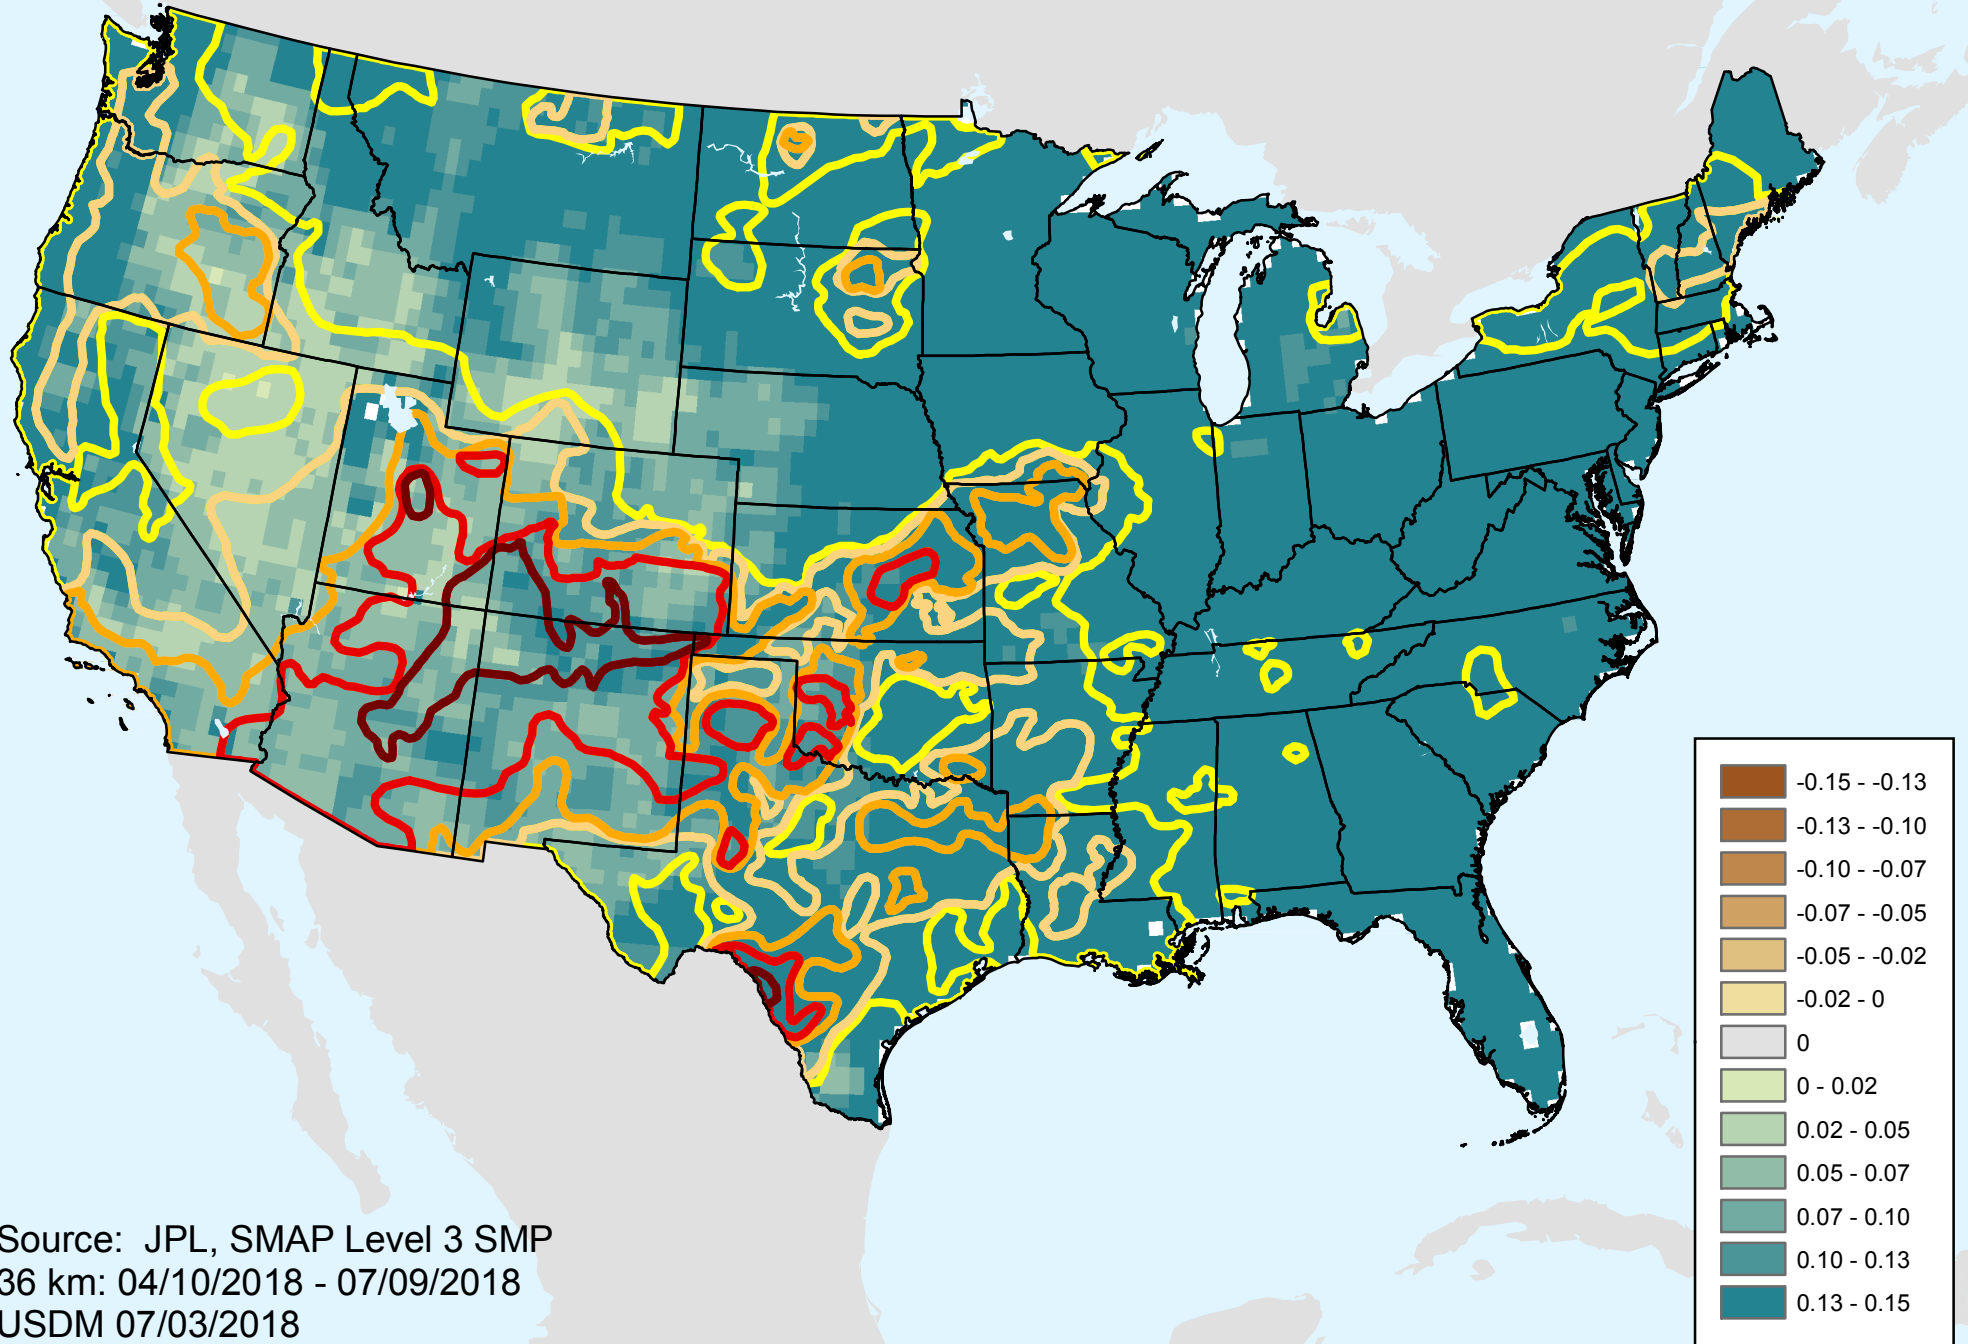 -0.15 - -0.13
-0.13 - -0.10
-0.10 - -0.07
-0.07 - -0.05
-0.05 - -0.02
-0.02 - 0
0
0 - 0.02
0.02 - 0.05
0.05 - 0.07
0.07 - 0.10
0.10 - 0.13
0.13 - 0.15
Source: JPL, SMAP Level 3 SMP
36 km: 04/10/2018 - 07/09/2018
USDM 07/03/2018